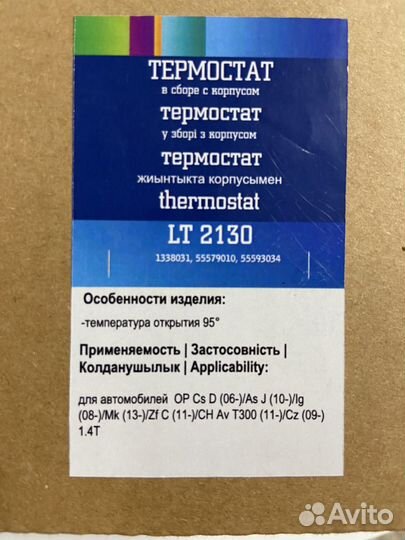 ТЕРМОСТАТ
в сборе с корпусом
термостат
у зборі з корпусом
термостат
жиынтыкта корпусымен
thermostat
LT 2130
1338031, 55579010, 55593034
Особенности изделия:
-температура открытия 95°
Применяемость | Застосовність |
Колданушылык | Applicability:
для автомобилей OP Cs D (06-)/As J (10-)/Ig
(08-)/Mk (13-)/Zf C (11-)/CH Av T300 (11-)/Cz (09-)
1.4T
Avito